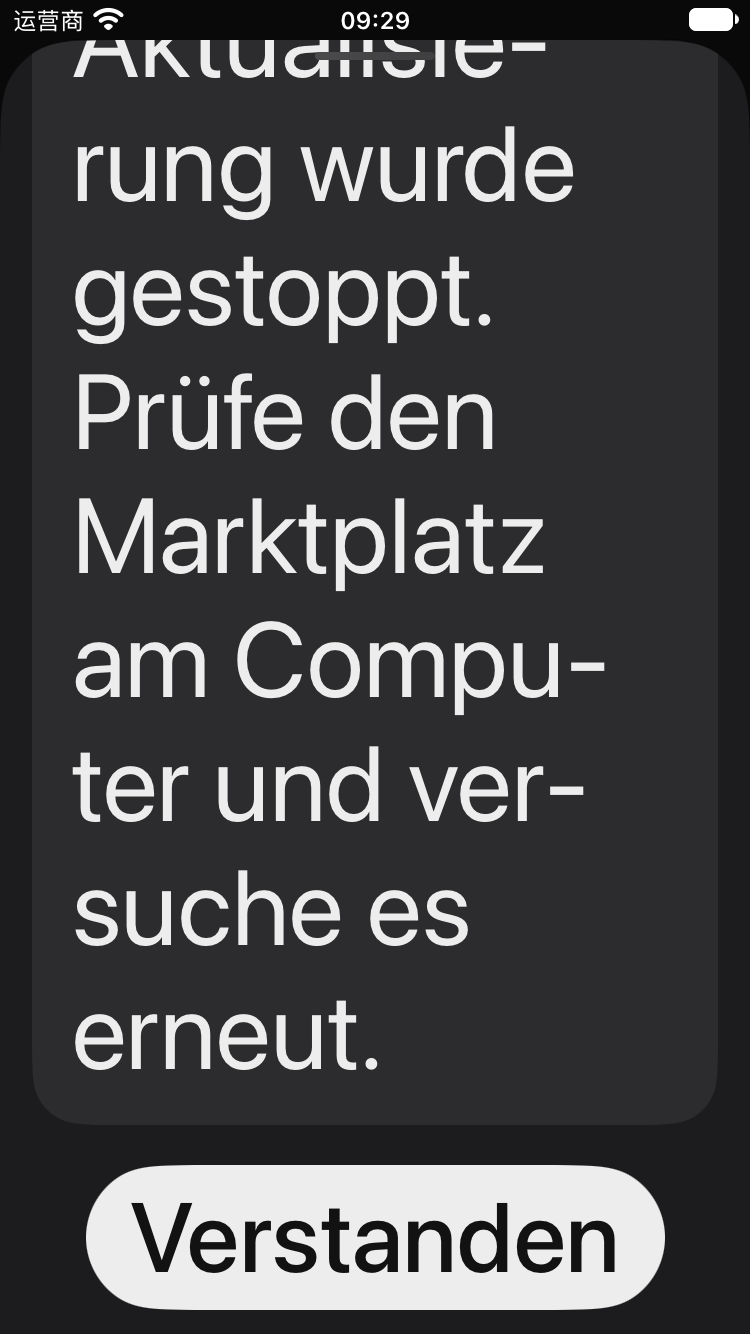 运营商
09:29
Aktualisie-
rung wurde
gestoppt.
Prüfe den
Marktplatz
am Compu-
ter und ver-
suche es
erneut.
Verstanden